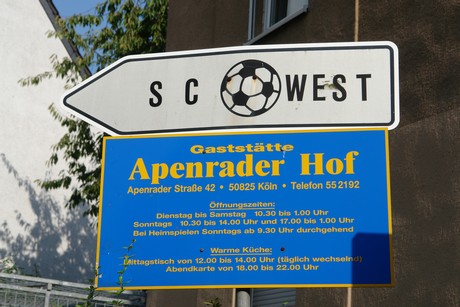 SC WEST
Gaststätte
Apenrader Hof
Apenrader Straße 42 • 50825 Köln • Telefon 552192
Öffnungszeiten:
Dienstag bis Samstag 10.30 bis 1.00 Uhr
Sonntags 10.30 bis 14.00 und 17.00 bis 1.00 Uhr
Bei Heimspielen Sonntags ab 9.30 Uhr durchgehend
Warme Küche:
Mittagstisch von 12.00 bis 14.00 Uhr (täglich wechselnd)
Abendkarte von 18.00 bis 22.00 Uhr